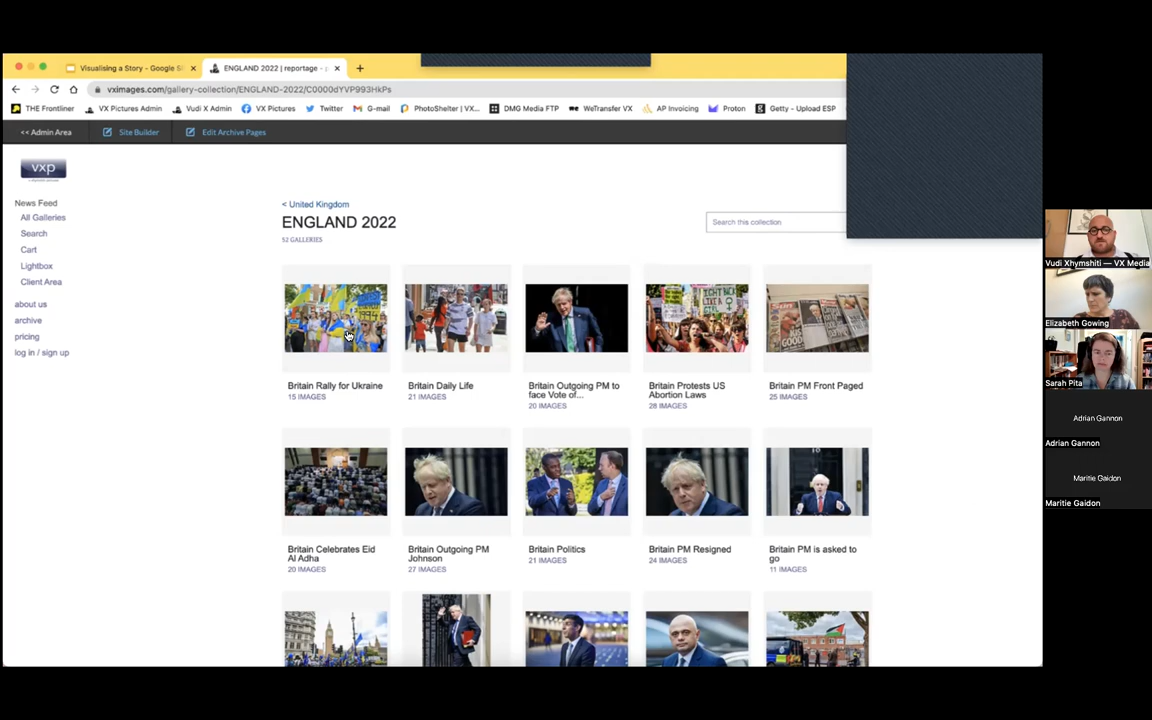 Visualising a Story - Google Sl
ENGLAND 2022 | reportage -
vximages.com/gallery-collection/ENGLAND-2022/C0000dYVP993HkPs
THE Frontliner
VX Pictures Admin
Vudi X Admin
VX Pictures
Twitter
G-mail
PhotoShelter | VX...
DMG Media FTP
WeTransfer VX
AP Invoicing
Proton
Getty - Upload ESP
<< Admin Area
Site Builder
Edit Archive Pages
vxp
News Feed
All Galleries
Search
Cart
Lightbox
Client Area
about us
archive
pricing
log in / sign up
< United Kingdom
ENGLAND 2022
52 GALLERIES
Search this collection
Britain Rally for Ukraine
15 IMAGES
Britain Daily Life
21 IMAGES
Britain Outgoing PM to
face Vote of...
20 IMAGES
Britain Protests US
Abortion Laws
28 IMAGES
Britain PM Front Paged
25 IMAGES
Britain Celebrates Eid
Al Adha
20 IMAGES
Britain Outgoing PM
Johnson
27 IMAGES
Britain Politics
21 IMAGES
Britain PM Resigned
24 IMAGES
Britain PM is asked to
go
11 IMAGES
Vudi Xhymshiti — VX Media
Elizabeth Gowing
Sarah Pita
Adrian Gannon
Adrian Gannon
Maritie Gaidon
Maritie Gaidon